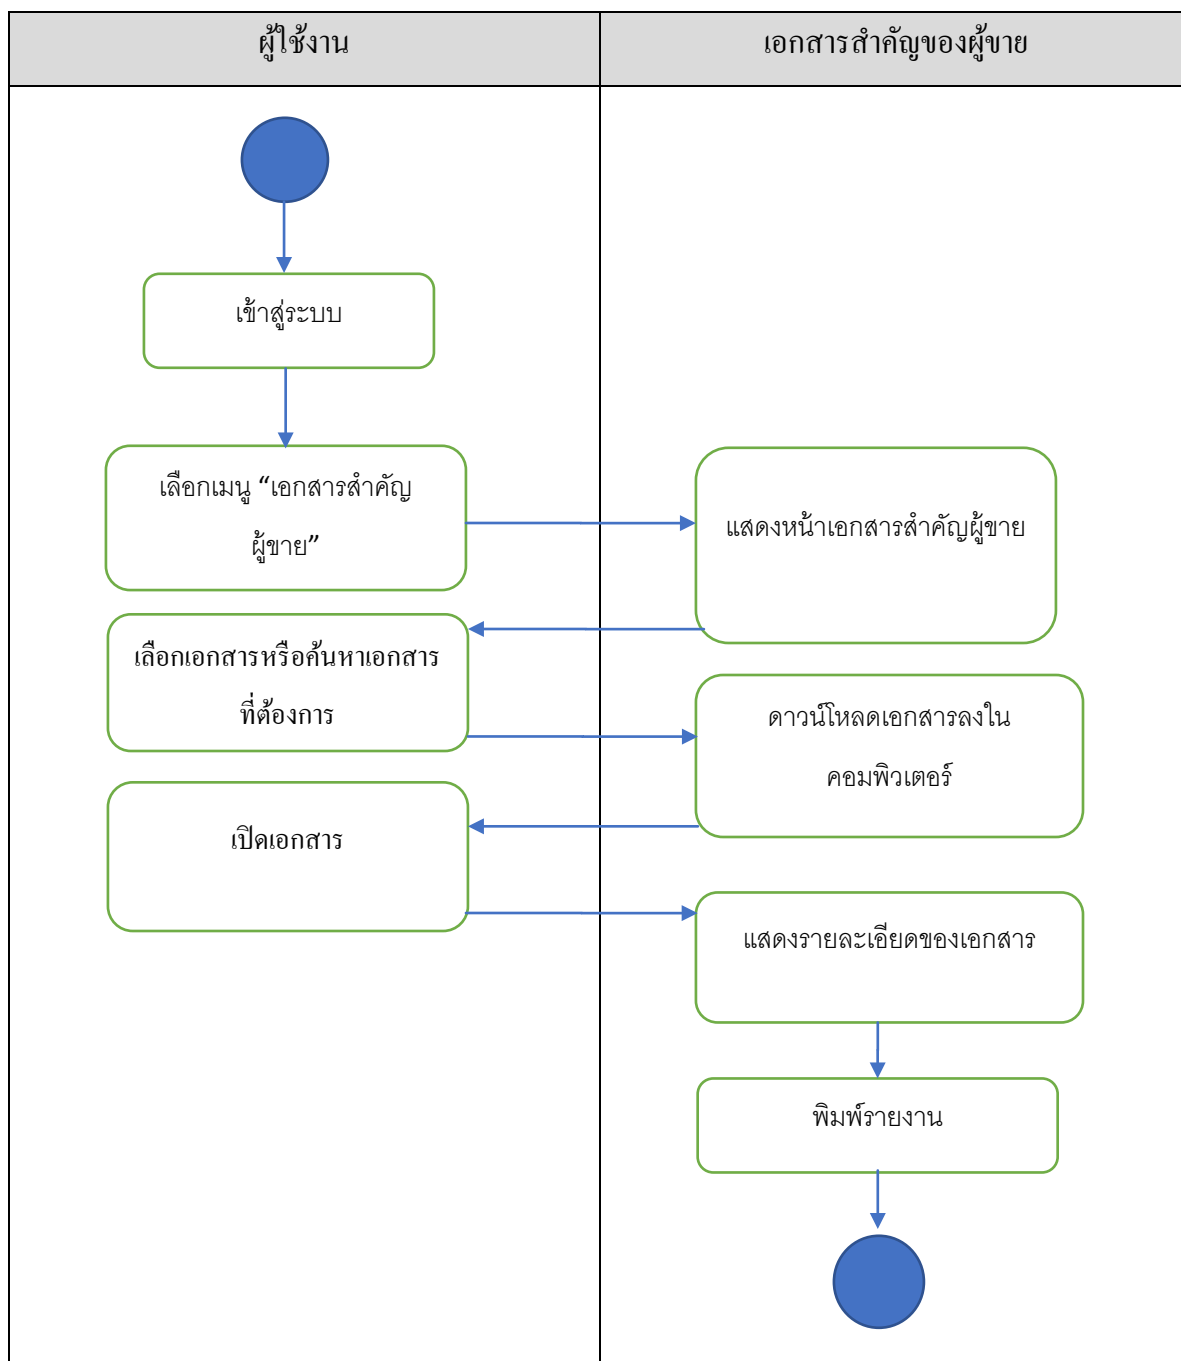 ผู้ใช้งาน
เอกสารสำคัญของผู้ขาย
เข้าสู่ระบบ
เลือกเมนู “เอกสารสำคัญ
ผู้ขาย”
แสดงหน้าเอกสารสำคัญผู้ขาย
เลือกเอกสารหรือค้นหาเอกสาร
ที่ต้องการ
ดาวน์โหลดเอกสารลงใน
คอมพิวเตอร์
เปิดเอกสาร
แสดงรายละเอียดของเอกสาร
พิมพ์รายงาน